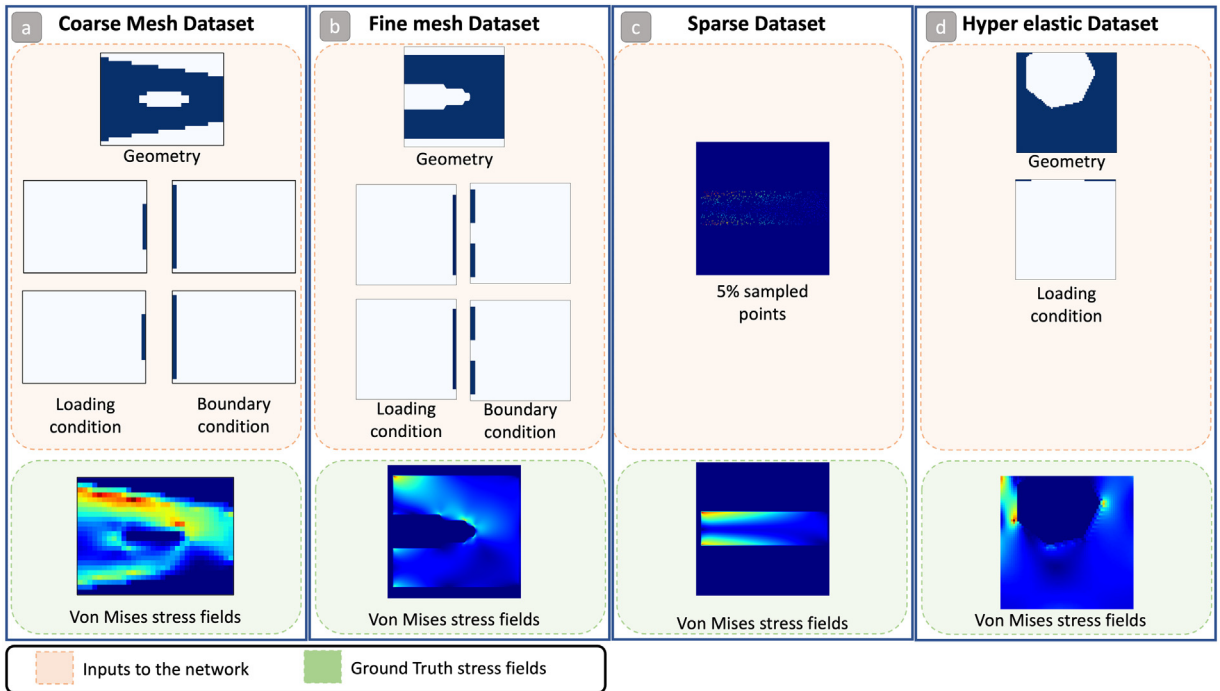 a
Coarse Mesh Dataset
Geometry
Loading
condition
Boundary
condition
Von Mises stress fields
b
Fine mesh Dataset
Geometry
Loading
condition
Boundary
condition
Von Mises stress fields
c
Sparse Dataset
5% sampled
points
Von Mises stress fields
d
Hyper elastic Dataset
Geometry
Loading
condition
Von Mises stress fields
Inputs to the network
Ground Truth stress fields